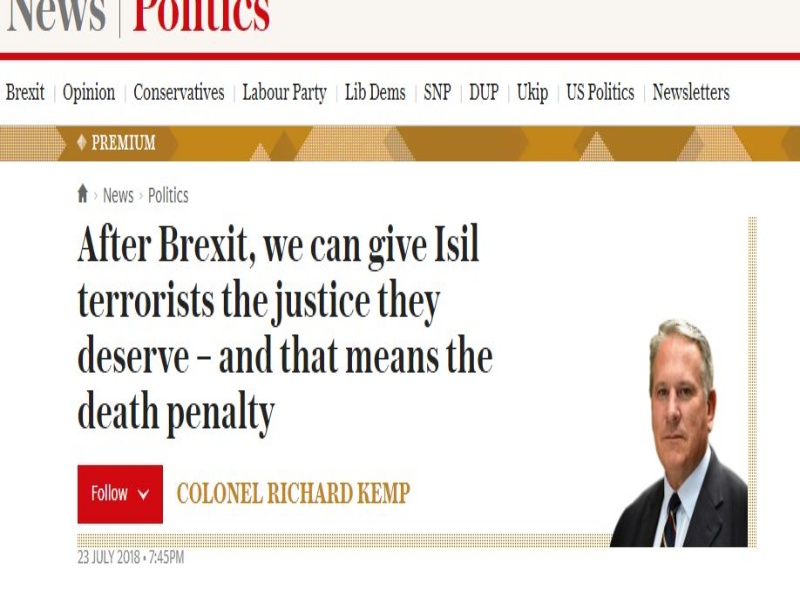 News | Politics
Brexit | Opinion | Conservatives | Labour Party | Lib Dems | SNP | DUP | Ukip | US Politics | Newsletters
PREMIUM
News › Politics
After Brexit, we can give Isil
terrorists the justice they
deserve – and that means the
death penalty
Follow
COLONEL RICHARD KEMP
23 JULY 2018 • 7:45PM